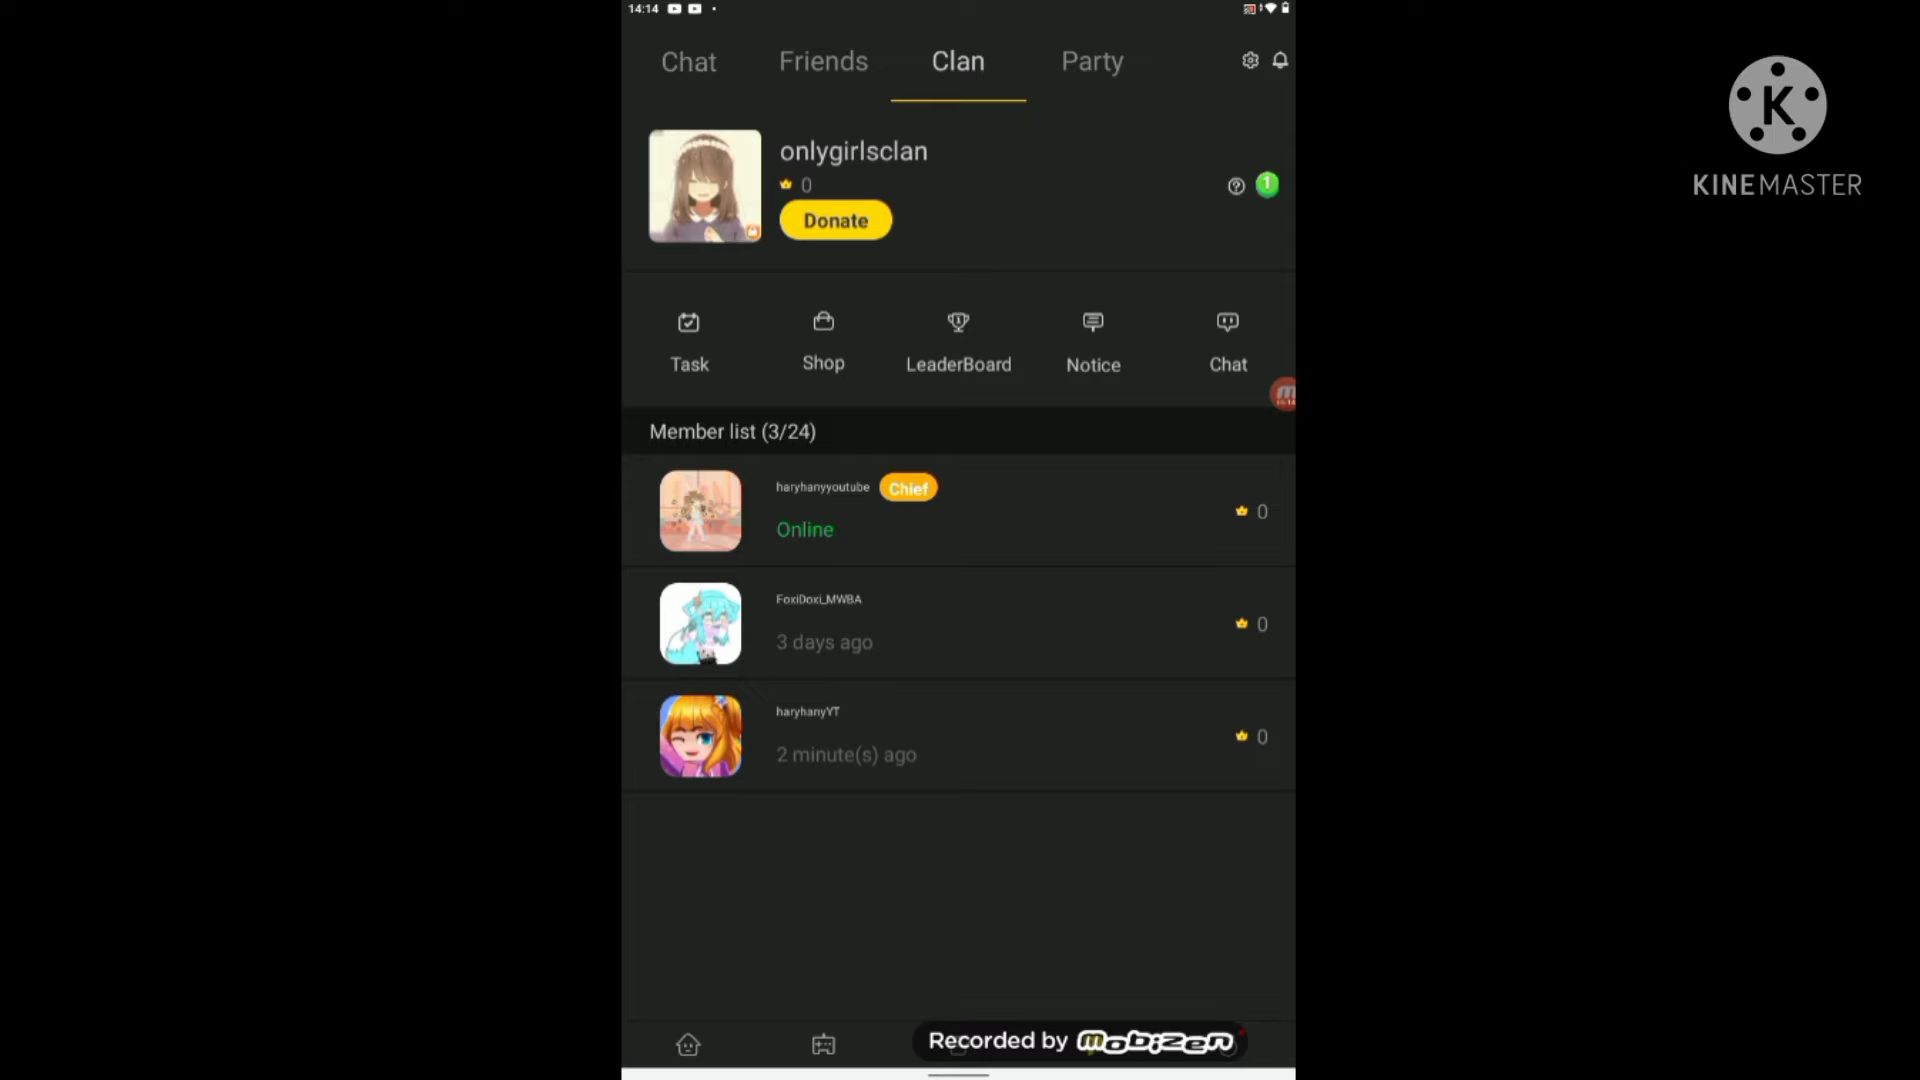 14:14
Chat Friends Clan Party
onlygirlsclan
0
1
Donate
Task Shop LeaderBoard Notice Chat
Member list (3/24)
haryhanyyoutube Chief
Online
0
FoxiDoxi_MWBA
3 days ago
0
haryhanyYT
2 minute(s) ago
0
Recorded by mobizen
K
KINEMASTER